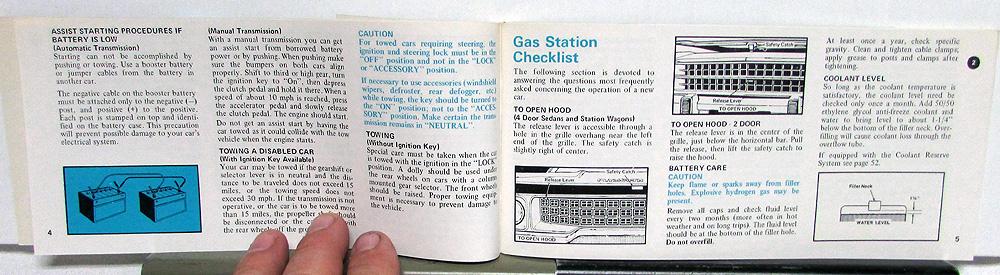 ASSIST STARTING PROCEDURES IF
BATTERY IS LOW
(Automatic Transmission)
Starting can not be accomplished by
pushing or towing. Use a booster battery
or jumper cables from the battery in
another car.
The negative cable on the booster battery
must be attached only to the negative (—)
post, and positive (+) to the positive.
Each post is stamped on top and identi-
fied on the battery case. This precaution
will prevent possible damage to your car's
electrical system.
4
(Manual Transmission)
With a manual transmission you can get
an assist start from borrowed battery
power or by pushing. When pushing make
sure the bumpers on both cars align
properly. Shift to third or high gear, turn
the ignition key to "On", then depress
the clutch pedal and hold it there. When a
speed of about 10 mph is reached, press
the accelerator pedal and slowly release
the clutch pedal. The engine should start.
Do not get an assist start by having the
car towed as it could collide with the tow
vehicle when the engine starts.
TOWING A DISABLED CAR
(With Ignition Key Available)
Your car may be towed if the gearshift or
selector lever is in neutral and the dis-
tance to be traveled does not exceed 15
miles, or the towing speed does not
exceed 30 mph. If the transmission is not
operative, or the car is to be towed more
than 15 miles, the propeller should
be disconnected or the car with
the rear wheels off the
CAUTION
For towed cars requiring steering, the
ignition and steering lock must be in the
"OFF" position and not in the "LOCK"
or "ACCESSORY" position.
If necessary to use accessories (windshield
wipers, defroster, rear defogger, etc.)
while towing, the key should be turned to
the "ON" position; not to the "ACCES-
SORY" position. Make certain the trans-
mission remains in "NEUTRAL".
TOWING
(Without Ignition Key)
Special care must be taken when the car
is towed with the ignition in the "LOCK"
position. A dolly should be used under
the rear wheels on cars with a column
mounted gear selector. The front wheels
should be raised. Proper towing equip-
ment is necessary to prevent damage to
the vehicle.
Gas Station
Checklist
The following section is devoted to
answering the questions most frequently
asked concerning the operation of a new
car.
TO OPEN HOOD
(4 Door Sedans and Station Wagons)
The release lever is accessible through a
hole in the grille overhang near the left
end of the grille. The safety catch is
slightly right of center.
Safety Catch
Release Lever
TO OPEN HOOD
Safety Catch
Release Lever
TO OPEN HOOD
TO OPEN HOOD - 2 DOOR
The release lever is in the center of the
grille, just below the horizontal bar. Pull
the release, then lift the safety catch to
raise the hood.
BATTERY CARE
CAUTION
Keep flame or sparks away from filler
holes. Explosive hydrogen gas may be
present.
Remove all caps and check fluid level
every two months (more often in hot
weather and on long trips). The fluid level
should be at the bottom of the filler hole.
Do not overfill.
At least once a year, check specific
gravity. Clean and tighten cable clamps;
apply grease to posts and clamps after
tightening.
2
COOLANT LEVEL
So long as the coolant temperature is
satisfactory, the coolant level need be
checked only once a month. Add 50/50
ethylene glycol anti-freeze coolant and
water to bring level to about 1-1/4"
below the bottom of the filler neck. Over-
filling will cause coolant loss through the
overflow tube.
If equipped with the Coolant Reserve
System see page 52.
Filler Neck
1¼"
WATER LEVEL
5